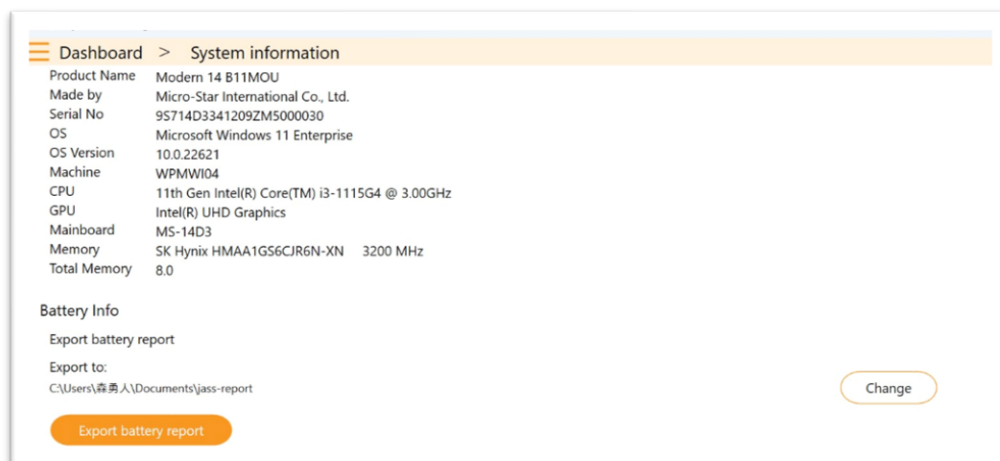 Dashboard > System information
Product Name Modern 14 B11MOU
Made by Micro-Star International Co., Ltd.
Serial No 9S714D3341209ZM5000030
OS Microsoft Windows 11 Enterprise
OS Version 10.0.22621
Machine WPMWI04
CPU 11th Gen Intel(R) Core(TM) i3-1115G4 @ 3.00GHz
GPU Intel(R) UHD Graphics
Mainboard MS-14D3
Memory SK Hynix HMAA1GS6CJR6N-XN 3200 MHz
Total Memory 8.0
Battery Info
Export battery report
Export to:
C:\Users\森勇人\Documents\jass-report
Change
Export battery report